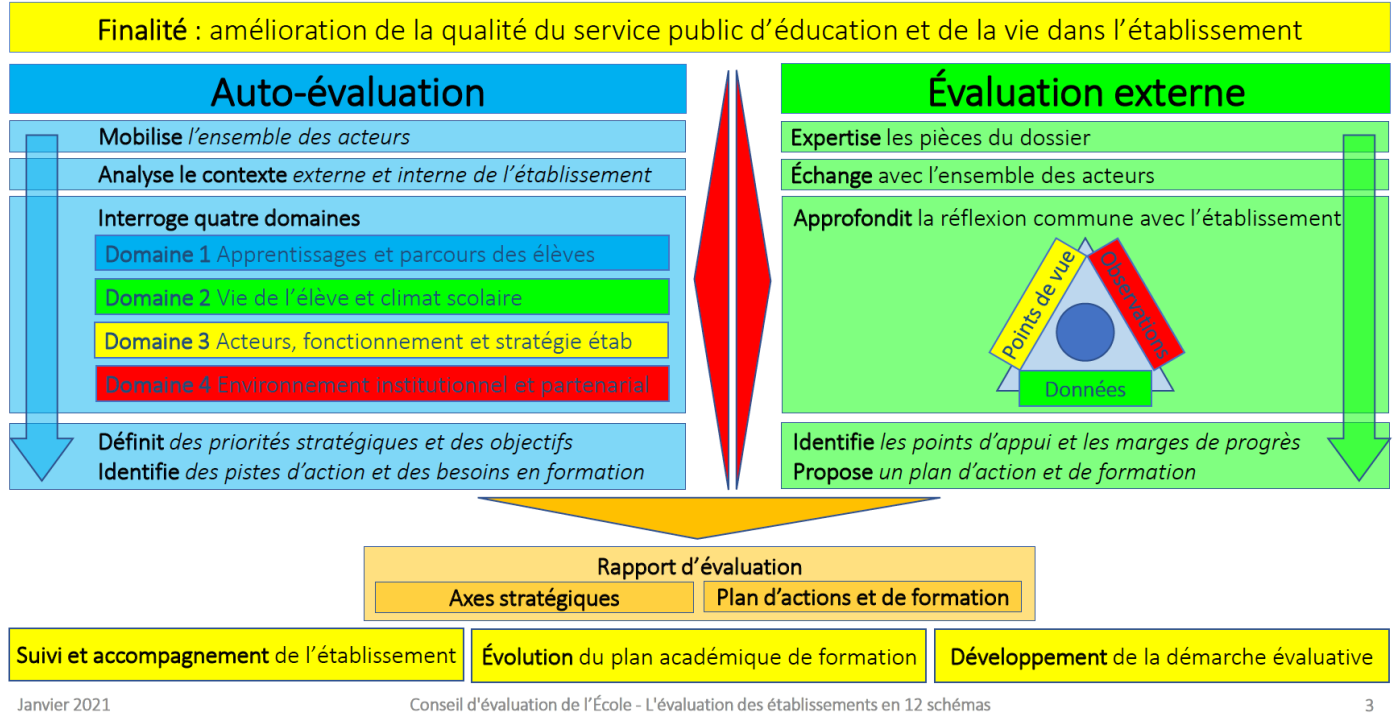 Finalité : amélioration de la qualité du service public d'éducation et de la vie dans l'établissement
Auto-évaluation
Mobilise l'ensemble des acteurs
Analyse le contexte externe et interne de l'établissement
Interroge quatre domaines
Domaine 1 Apprentissages et parcours des élèves
Domaine 2 Vie de l'élève et climat scolaire
Domaine 3 Acteurs, fonctionnement et stratégie étab
Domaine 4 Environnement institutionnel et partenarial
Définit des priorités stratégiques et des objectifs
Identifie des pistes d'action et des besoins en formation
Évaluation externe
Expertise les pièces du dossier
Échange avec l'ensemble des acteurs
Approfondit la réflexion commune avec l'établissement
Points de vue
Observations
Données
Identifie les points d'appui et les marges de progrès
Propose un plan d'action et de formation
Rapport d'évaluation
Axes stratégiques
Plan d'actions et de formation
Suivi et accompagnement de l'établissement
Évolution du plan académique de formation
Développement de la démarche évaluative
Janvier 2021
Conseil d'évaluation de l'École - L'évaluation des établissements en 12 schémas
3